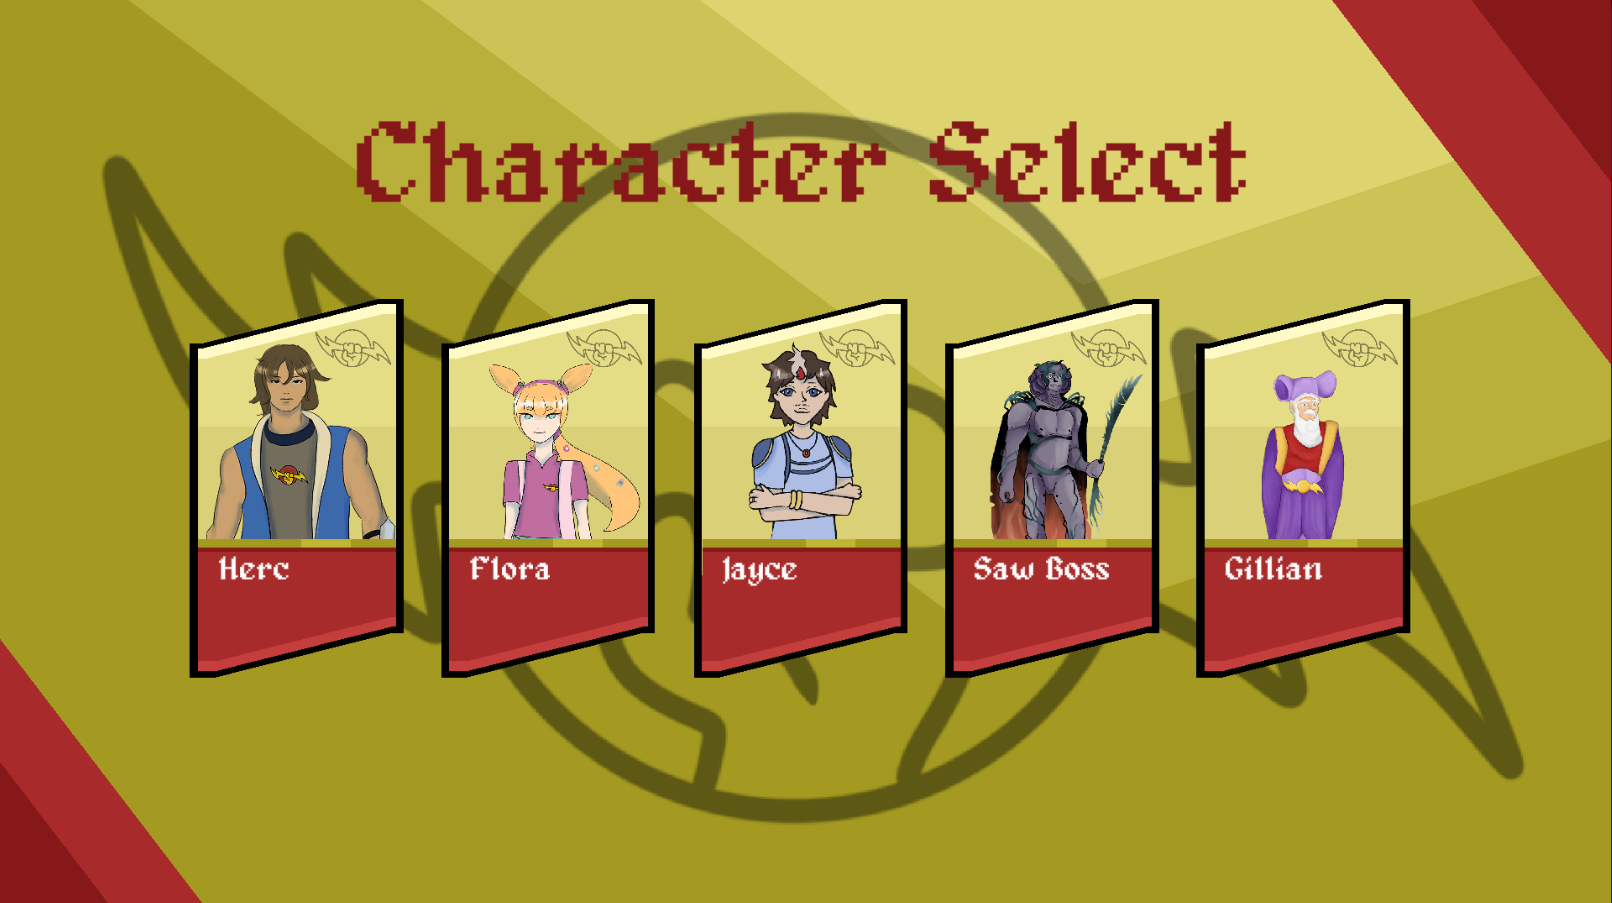 Character Select
Herc
Flora
Jayce
Saw Boss
Gillian